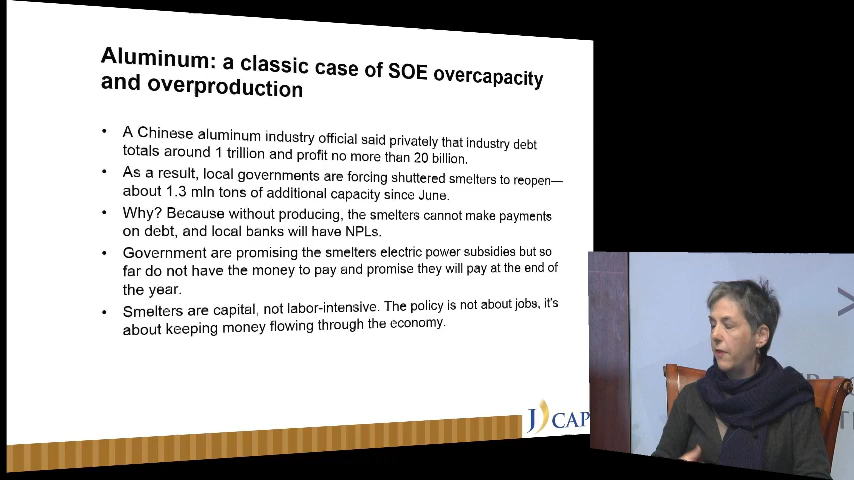 Aluminum: a classic case of SOE overcapacity
and overproduction
• A Chinese aluminum industry official said privately that industry debt
totals around 1 trillion and profit no more than 20 billion.
• As a result, local governments are forcing shuttered smelters to reopen—
about 1.3 mln tons of additional capacity since June.
• Why? Because without producing, the smelters cannot make payments
on debt, and local banks will have NPLs.
• Government are promising the smelters electric power subsidies but so
far do not have the money to pay and promise they will pay at the end of
the year.
• Smelters are capital, not labor-intensive. The policy is not about jobs, it's
about keeping money flowing through the economy.
J CAP